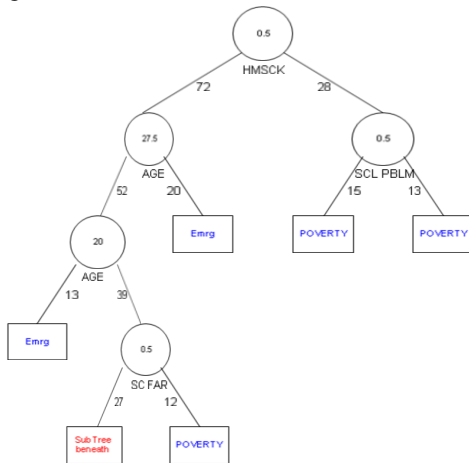 0.5
HMSCK
72 28
27.5 0.5
AGE SCL PBLM
52 20 15 13
20 Emrg POVERTY POVERTY
AGE
13 39
Emrg 0.5
SC FAR
27 12
Sub Tree
beneath
POVERTY